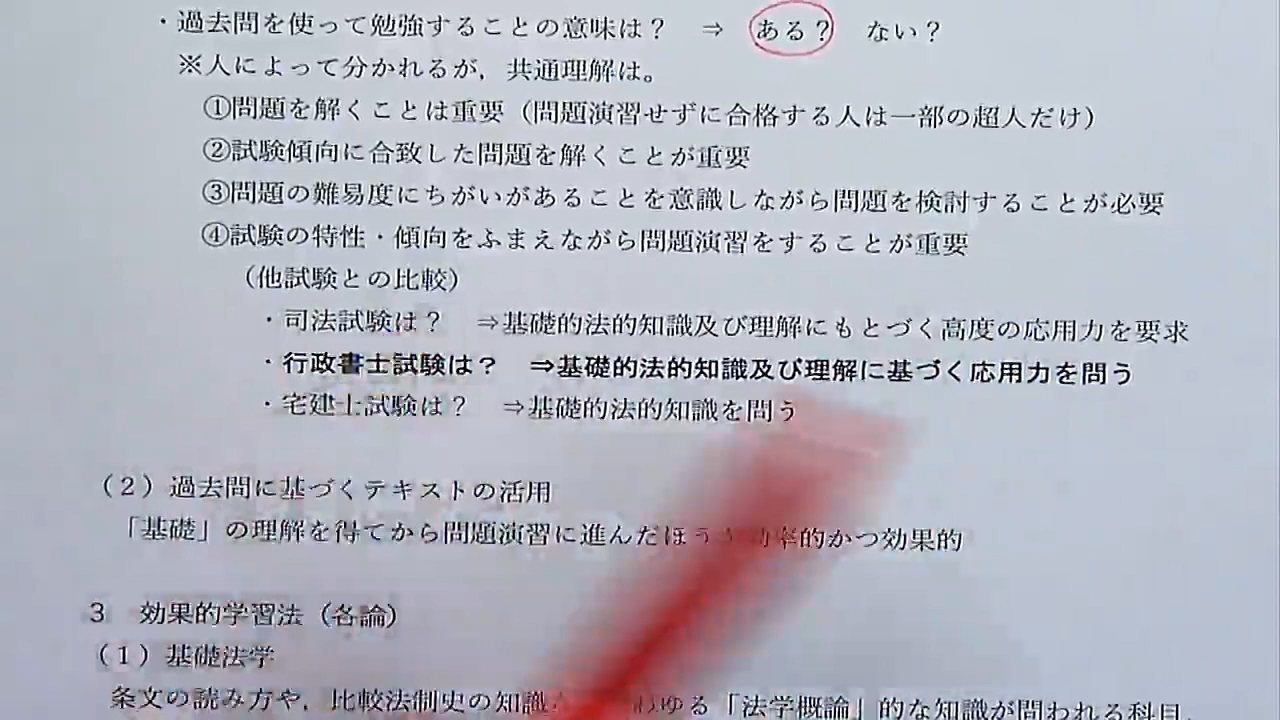 ・過去問を使って勉強することの意味は？　⇒　ある？　ない？
※人によって分かれるが，共通理解は。
①問題を解くことは重要（問題演習せずに合格する人は一部の超人だけ）
②試験傾向に合致した問題を解くことが重要
③問題の難易度にちがいがあることを意識しながら問題を検討することが必要
④試験の特性・傾向をふまえながら問題演習をすることが重要
（他試験との比較）
・司法試験は？　⇒基礎的法的知識及び理解にもとづく高度の応用力を要求
・行政書士試験は？　⇒基礎的法的知識及び理解に基づく応用力を問う
・宅建士試験は？　⇒基礎的法的知識を問う
（２）過去問に基づくテキストの活用
「基礎」の理解を得てから問題演習に進んだほう率的かつ効果的
３　効果的学習法（各論）
（１）基礎法学
条文の読み方や，比較法制史の知識ゆる「法学概論」的な知識が問われる科目